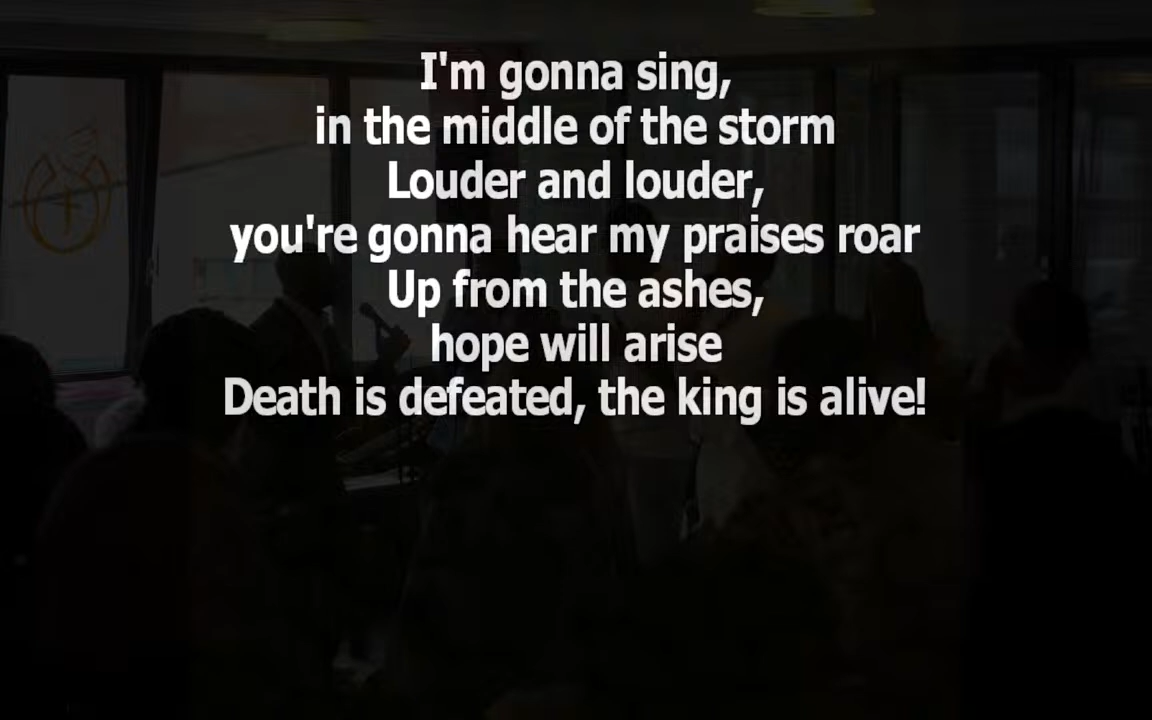 I'm gonna sing,
in the middle of the storm
Louder and louder,
you're gonna hear my praises roar
Up from the ashes,
hope will arise
Death is defeated, the king is alive!